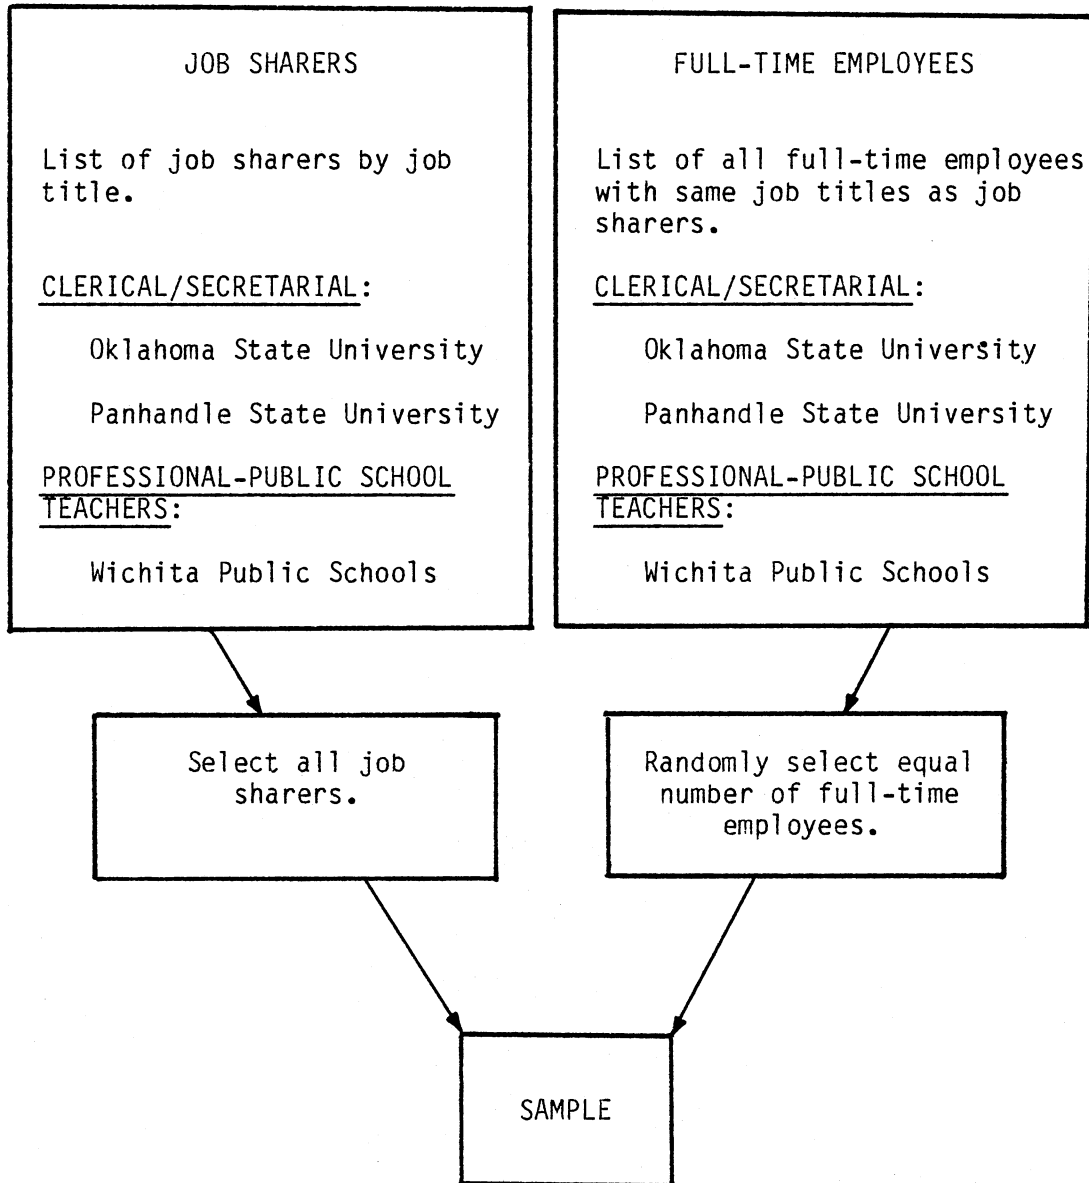 JOB SHARERS
List of job sharers by job
title.
CLERICAL/SECRETARIAL:
Oklahoma State University
Panhandle State University
PROFESSIONAL-PUBLIC SCHOOL
TEACHERS:
Wichita Public Schools
FULL-TIME EMPLOYEES
List of all full-time employees
with same job titles as job
sharers.
CLERICAL/SECRETARIAL:
Oklahoma State University
Panhandle State University
PROFESSIONAL-PUBLIC SCHOOL
TEACHERS:
Wichita Public Schools
Select all job
sharers.
Randomly select equal
number of full-time
employees.
SAMPLE